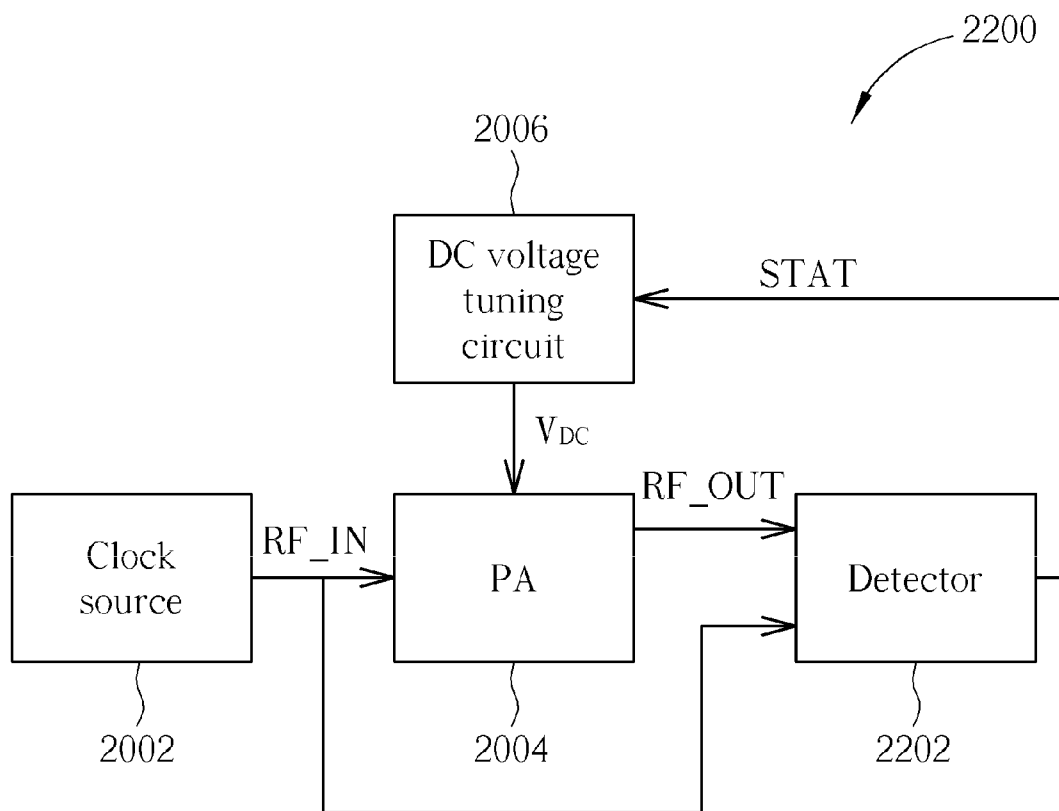 2200
2006
DC voltage
tuning
circuit
STAT
VDC
RF_OUT
RF_IN
Clock
source
PA
Detector
2002
2004
2202